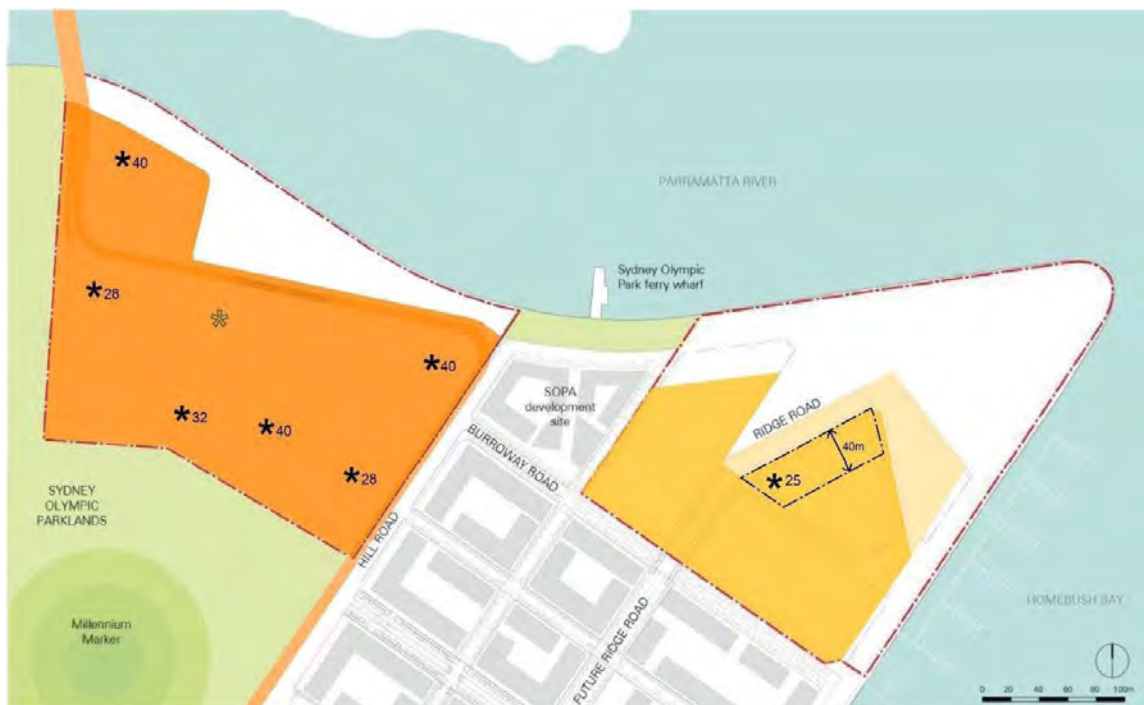 *40
PARRAMATTA RIVER
Sydney Olympic
Park ferry wharf
*28
*
*40
SOPA
development
site
RIDGE ROAD
40m
*32
*40
BURROWAY ROAD
*28
*25
SYDNEY
OLYMPIC
PARKLANDS
HILL ROAD
FUTURE RIDGE ROAD
HOMEBUSH BAY
Millennium
Marker
0 20 40 60 80 100m